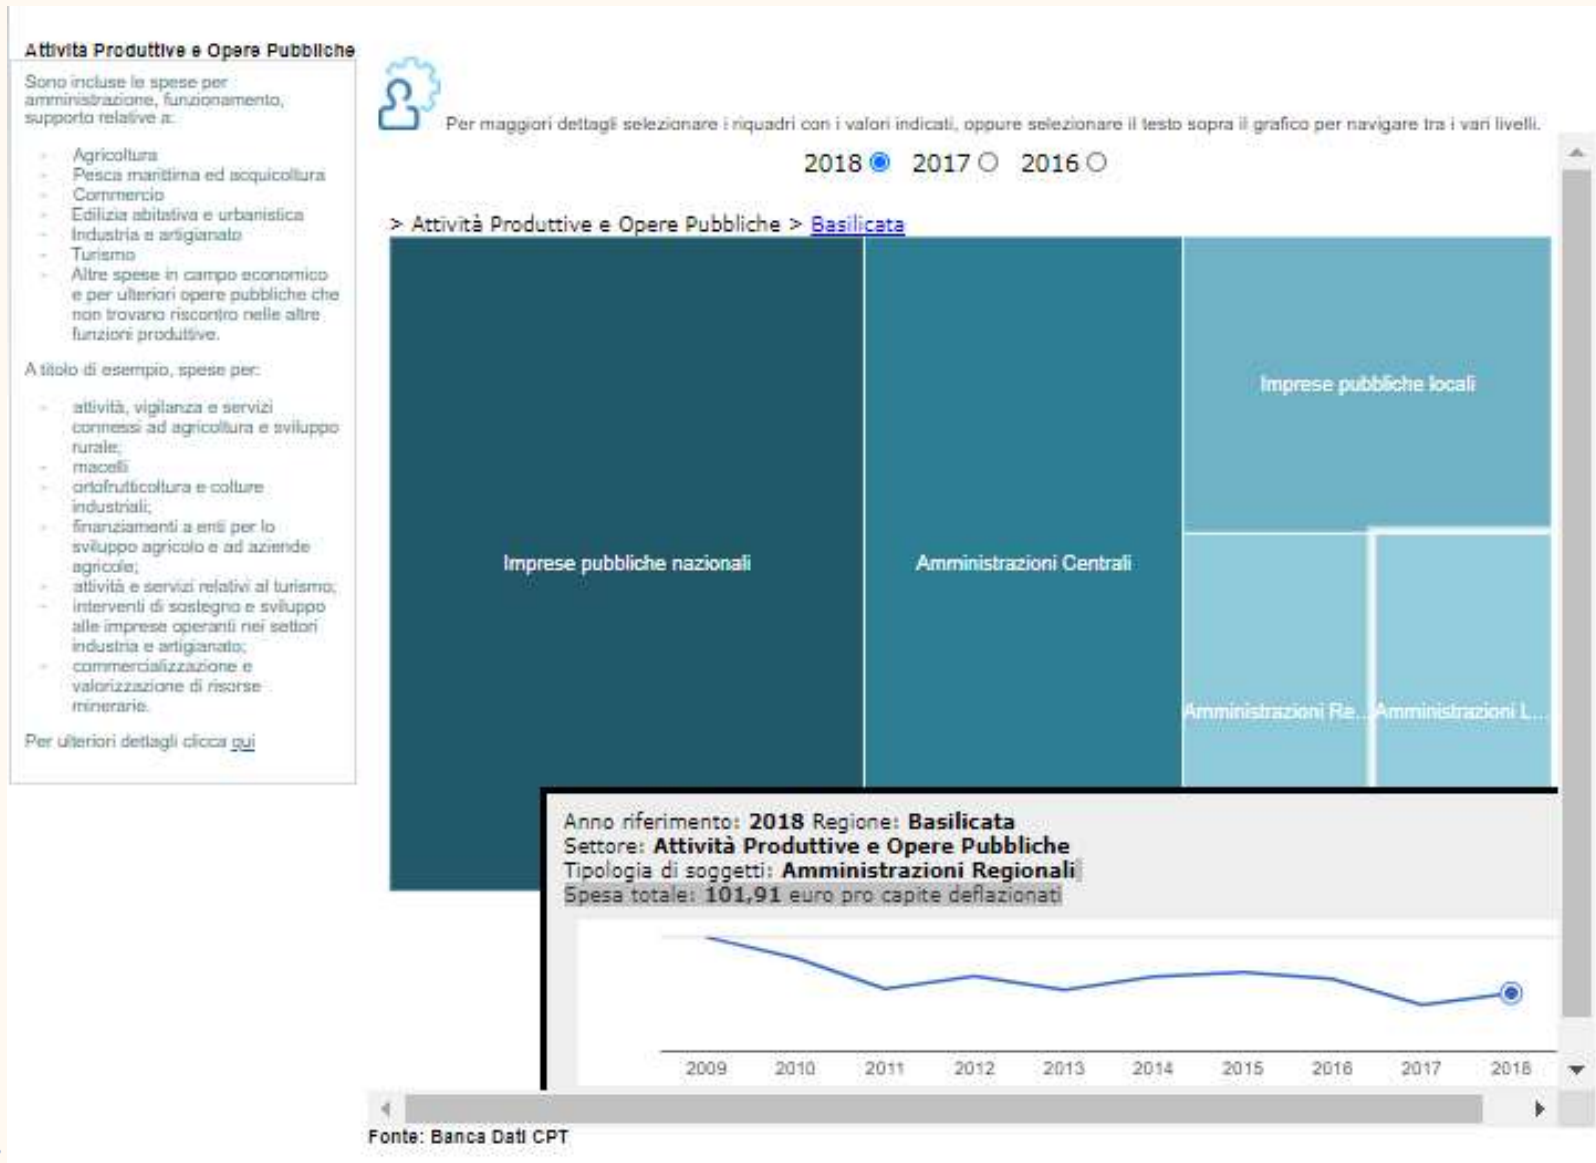 Attività Produttive e Opere Pubbliche
Sono incluse le spese per
amministrazione, funzionamento,
supporto relative a:
- Agricoltura
- Pesca marittima ed acquicoltura
- Commercio
- Edilizia abitativa e urbanistica
- Industria e artigianato
- Turismo
- Altre spese in campo economico
e per ulteriori opere pubbliche che
non trovano riscontro nelle altre
funzioni produttive.
A titolo di esempio, spese per:
- attività, vigilanza e servizi
connessi ad agricoltura e sviluppo
rurale;
- macelli
- ortofrutticoltura e colture
industriali;
- finanziamenti a enti per lo
sviluppo agricolo e ad aziende
agricole;
- attività e servizi relativi al turismo;
- interventi di sostegno e sviluppo
alle imprese operanti nei settori
industria e artigianato;
- commercializzazione e
valorizzazione di risorse
minerarie.
Per ulteriori dettagli clicca qui
Per maggiori dettagli selezionare i riquadri con i valori indicati, oppure selezionare il testo sopra il grafico per navigare tra i vari livelli.
2018 2017 2016
> Attività Produttive e Opere Pubbliche > Basilicata
Imprese pubbliche nazionali
Amministrazioni Centrali
Imprese pubbliche locali
Amministrazioni Re...
Amministrazioni L...
Anno riferimento: 2018 Regione: Basilicata
Settore: Attività Produttive e Opere Pubbliche
Tipologia di soggetti: Amministrazioni Regionali
Spesa totale: 101,91 euro pro capite deflazionati
2009 2010 2011 2012 2013 2014 2015 2016 2017 2018
Fonte: Banca Dati CPT